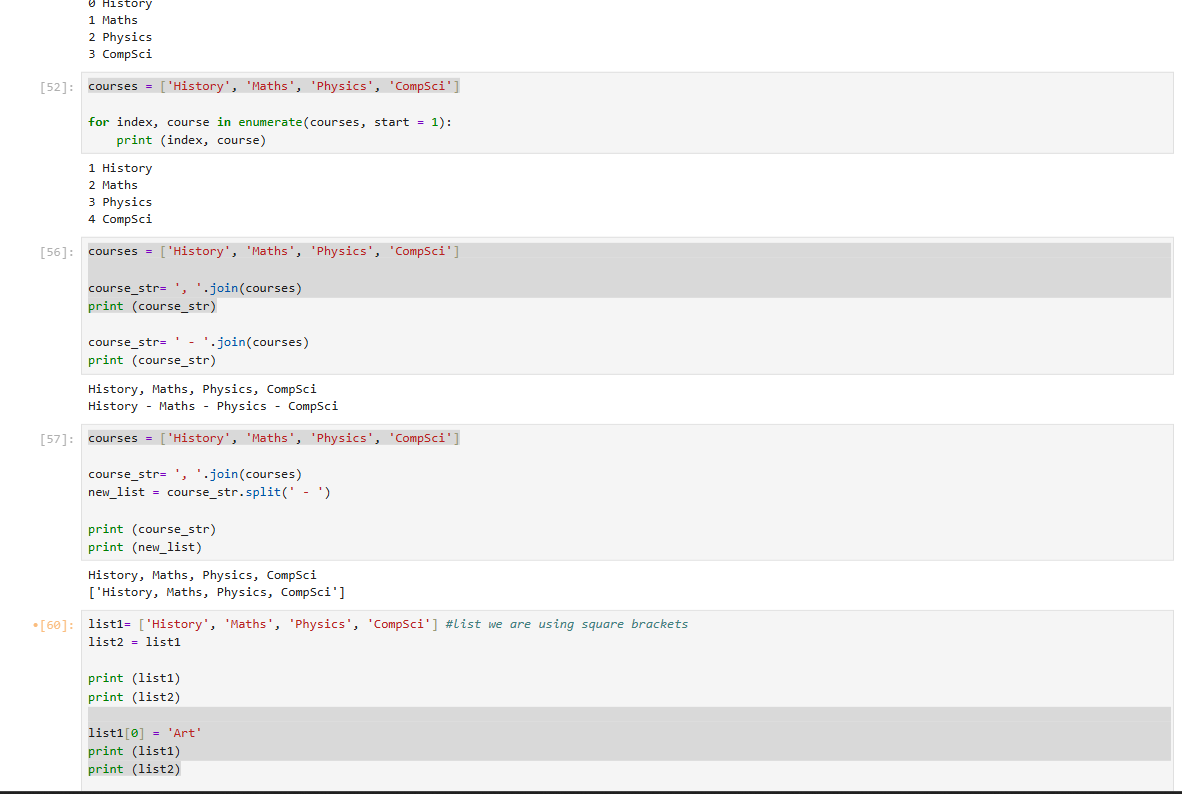 0 History
1 Maths
2 Physics
3 CompSci
[52]:
courses = ['History', 'Maths', 'Physics', 'CompSci']
for index, course in enumerate(courses, start = 1):
    print (index, course)
1 History
2 Maths
3 Physics
4 CompSci
[56]:
courses = ['History', 'Maths', 'Physics', 'CompSci']
course_str= ', '.join(courses)
print (course_str)
course_str= ' - '.join(courses)
print (course_str)
History, Maths, Physics, CompSci
History - Maths - Physics - CompSci
[57]:
courses = ['History', 'Maths', 'Physics', 'CompSci']
course_str= ', '.join(courses)
new_list = course_str.split(' - ')
print (course_str)
print (new_list)
History, Maths, Physics, CompSci
['History, Maths, Physics, CompSci']
•[60]:
list1= ['History', 'Maths', 'Physics', 'CompSci'] #list we are using square brackets
list2 = list1
print (list1)
print (list2)
list1[0] = 'Art'
print (list1)
print (list2)